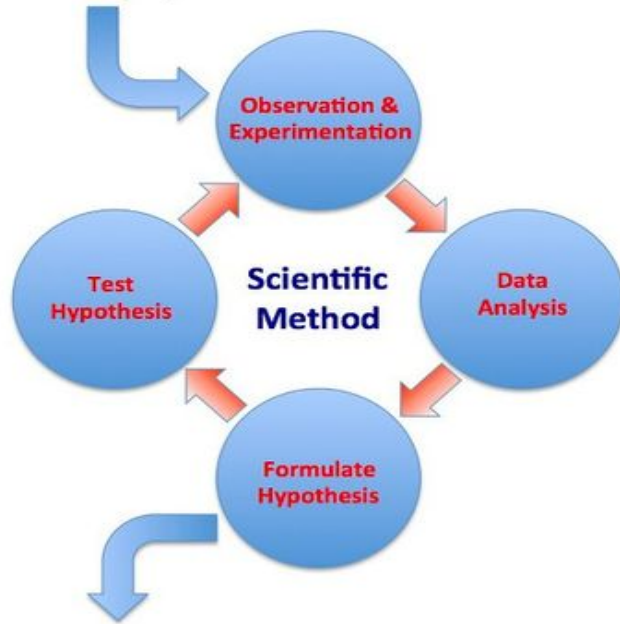 Observation &
Experimentation
Data
Analysis
Scientific
Method
Test
Hypothesis
Formulate
Hypothesis